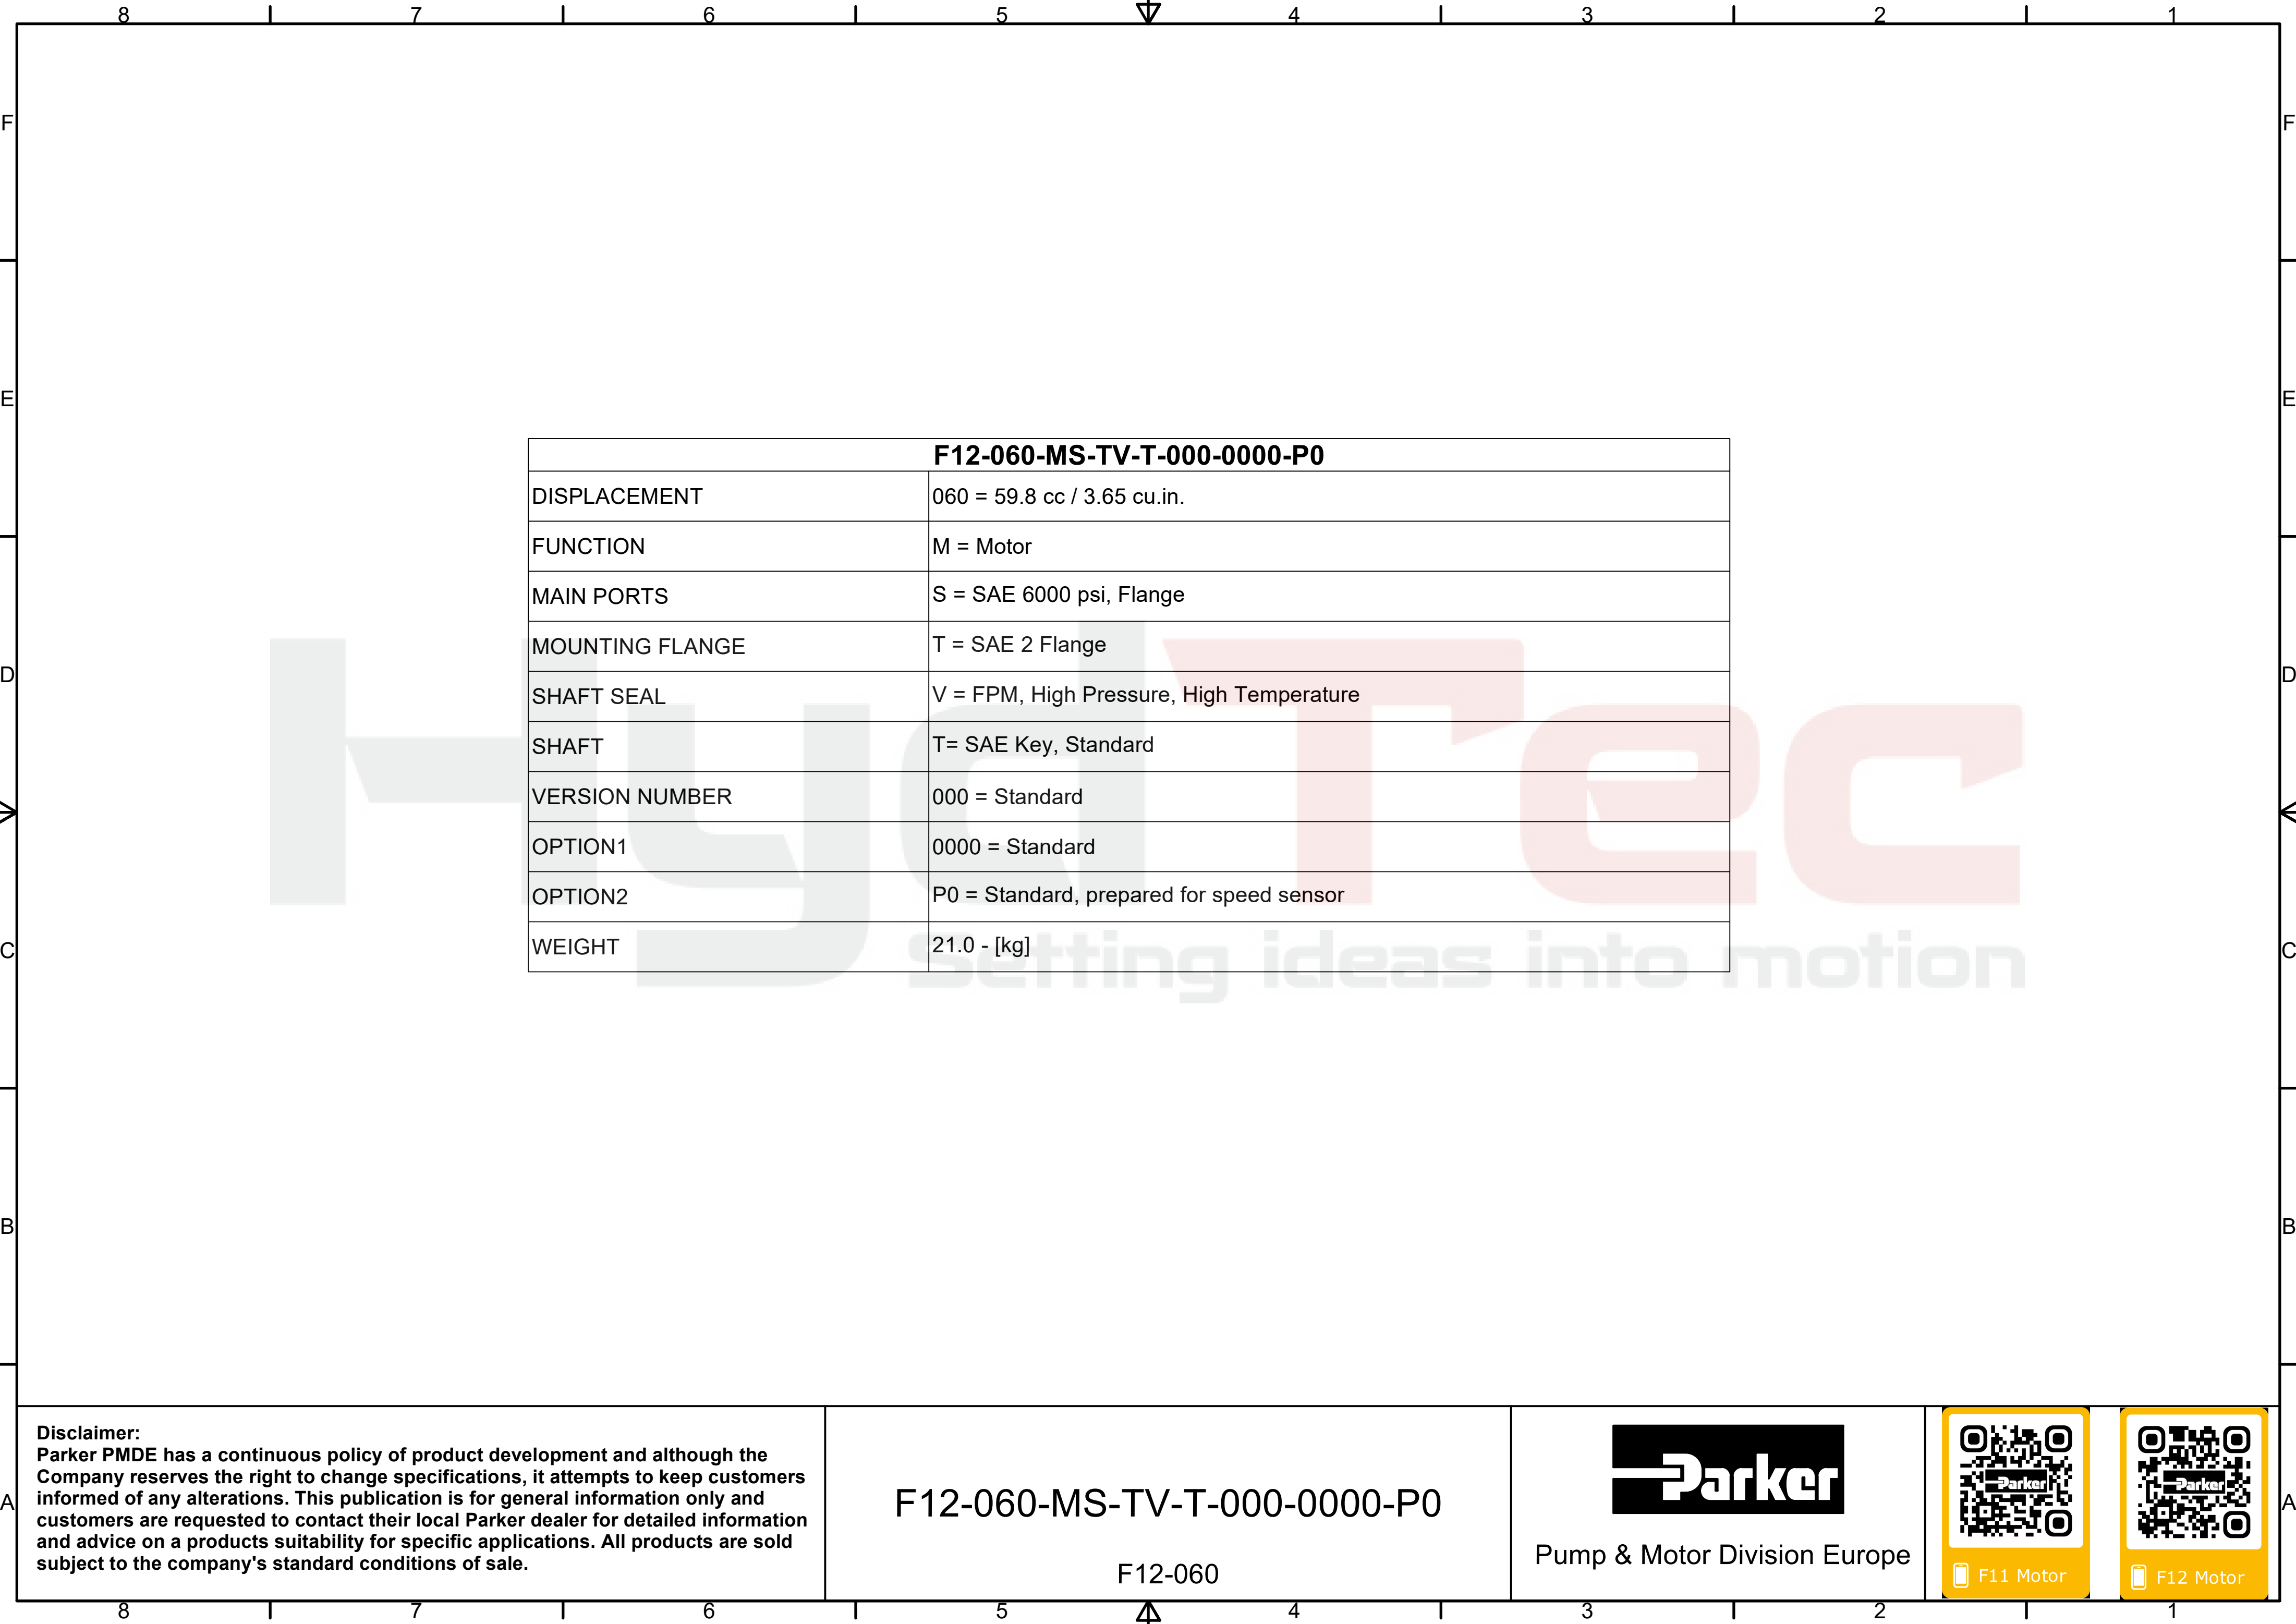 8 7 6 5 4 3 2 1
F F
E E
F12-060-MS-TV-T-000-0000-P0
DISPLACEMENT 060 = 59.8 cc / 3.65 cu.in.
FUNCTION M = Motor
MAIN PORTS S = SAE 6000 psi, Flange
MOUNTING FLANGE T = SAE 2 Flange
D D
SHAFT SEAL V = FPM, High Pressure, High Temperature
SHAFT T= SAE Key, Standard
VERSION NUMBER 000 = Standard
OPTION1 0000 = Standard
OPTION2 P0 = Standard, prepared for speed sensor
WEIGHT 21.0 - [kg]
HydTec
Setting ideas into motion
C C
B B
A A
Disclaimer:
Parker PMDE has a continuous policy of product development and although the
Company reserves the right to change specifications, it attempts to keep customers
informed of any alterations. This publication is for general information only and
customers are requested to contact their local Parker dealer for detailed information
and advice on a products suitability for specific applications. All products are sold
subject to the company's standard conditions of sale.
F12-060-MS-TV-T-000-0000-P0
F12-060
Parker
Pump & Motor Division Europe
Parker
F11 Motor
Parker
F12 Motor
8 7 6 5 4 3 2 1